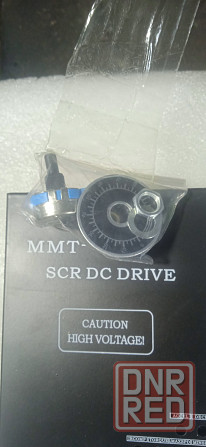 MMT-
SCR DC DRIVE
CAUTION
HIGH VOLTAGE!
DNR
RED